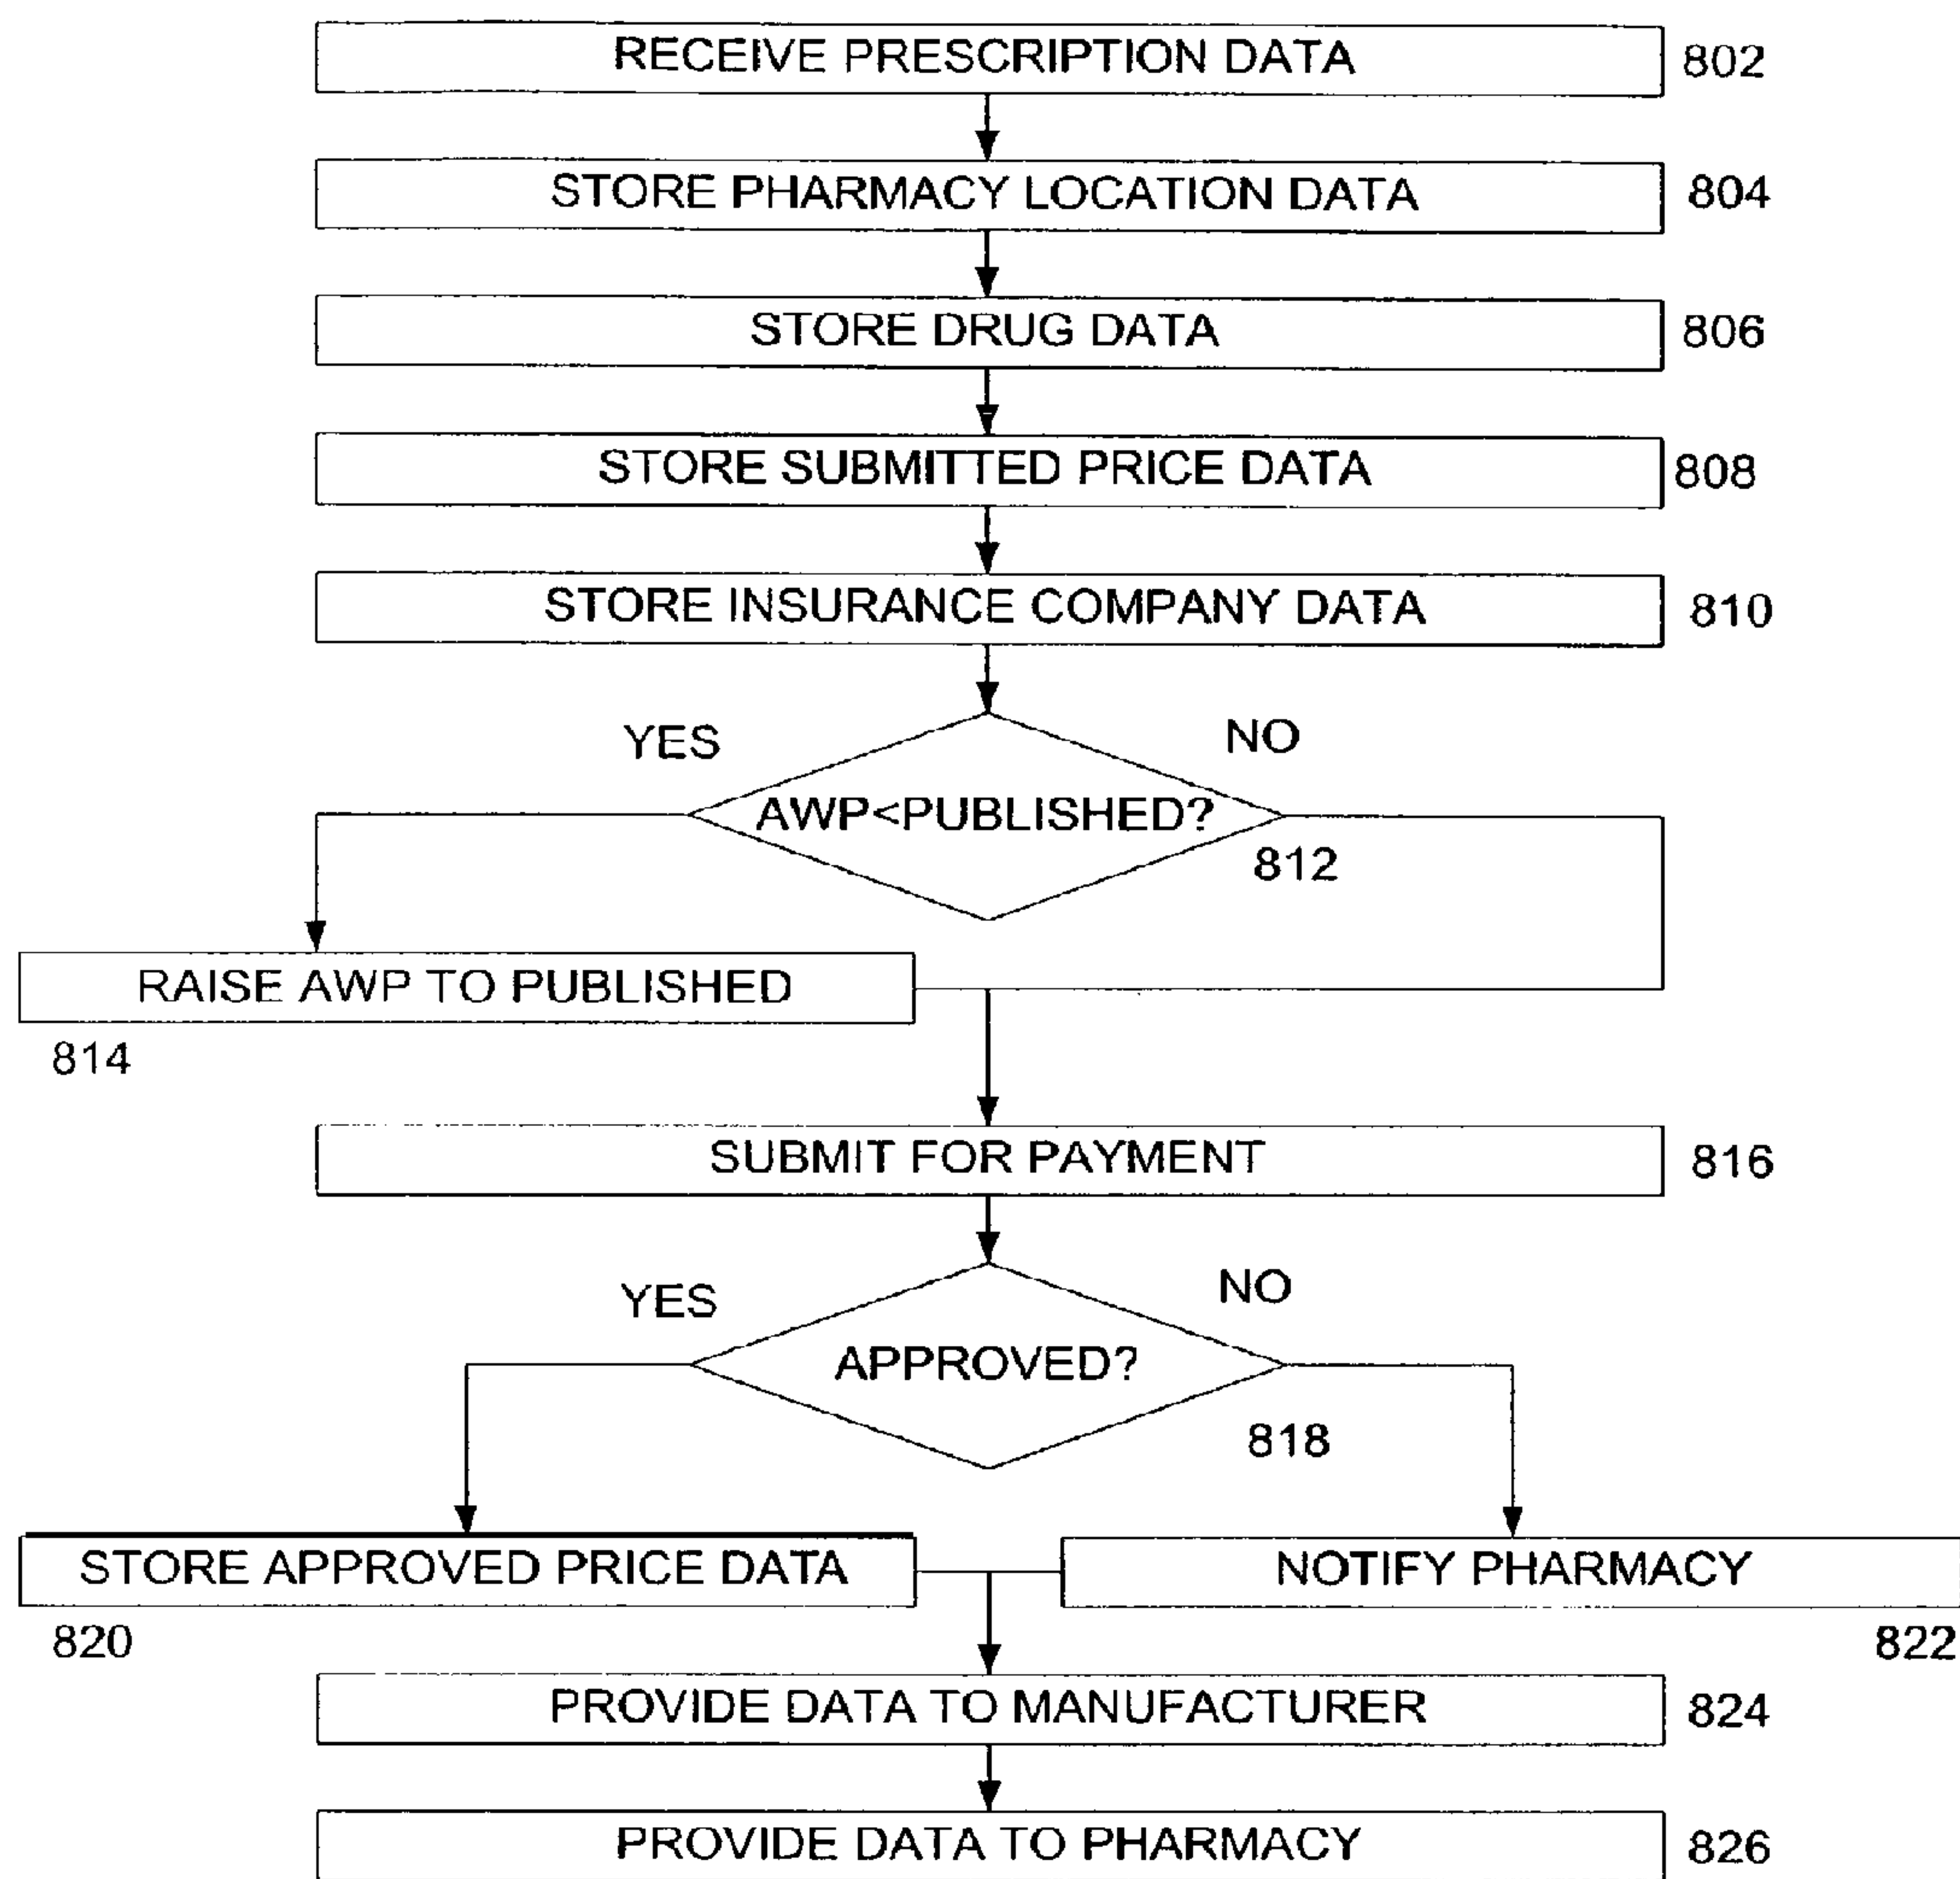 RECEIVE PRESCRIPTION DATA 802
STORE PHARMACY LOCATION DATA 804
STORE DRUG DATA 806
STORE SUBMITTED PRICE DATA 808
STORE INSURANCE COMPANY DATA 810
YES NO
AWP<PUBLISHED?
812
RAISE AWP TO PUBLISHED
814
SUBMIT FOR PAYMENT 816
YES NO
APPROVED?
818
STORE APPROVED PRICE DATA NOTIFY PHARMACY
820 822
PROVIDE DATA TO MANUFACTURER 824
PROVIDE DATA TO PHARMACY 826